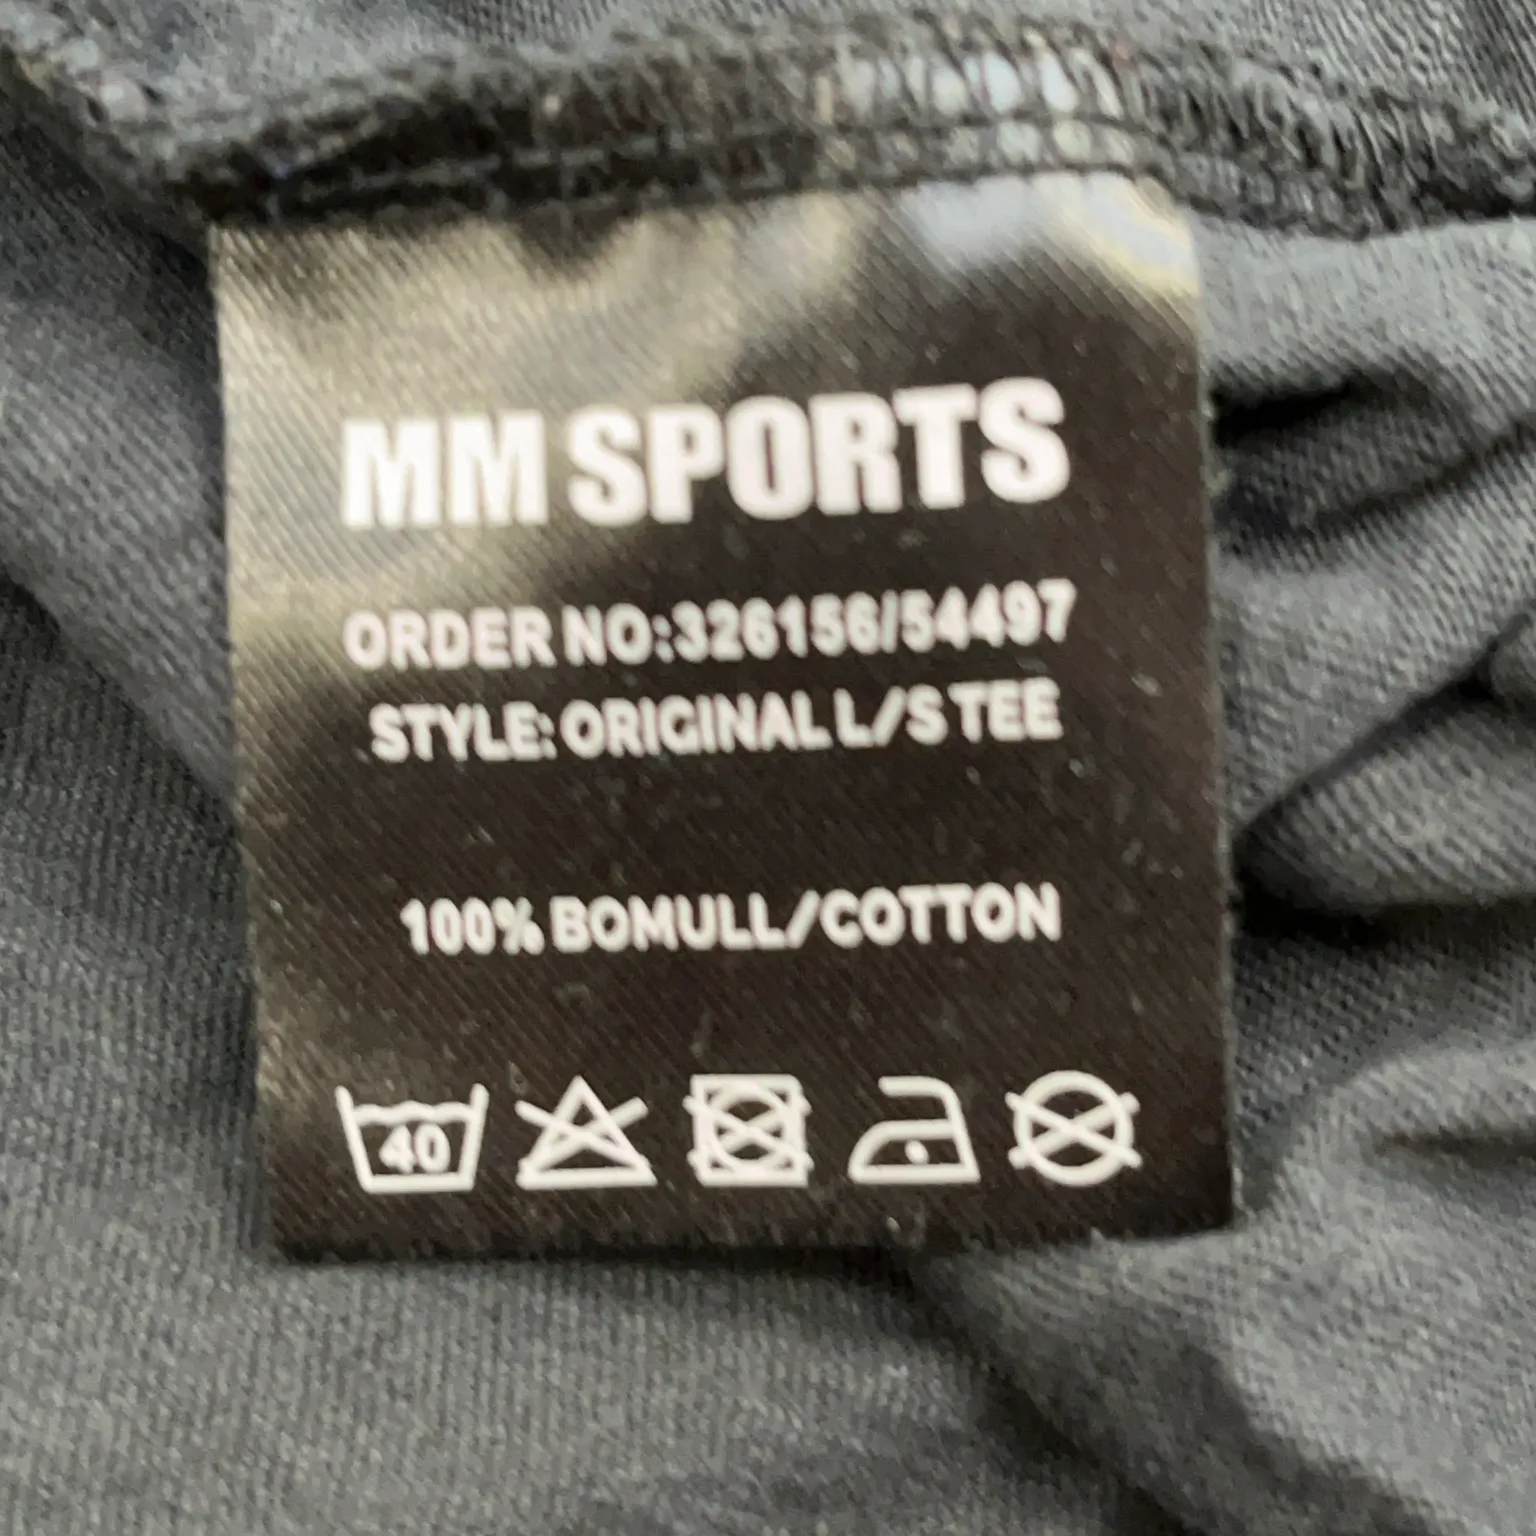 MM SPORTS
ORDER NO:326156/54497
STYLE: ORIGINAL L/S TEE
100% BOMULL/COTTON
40